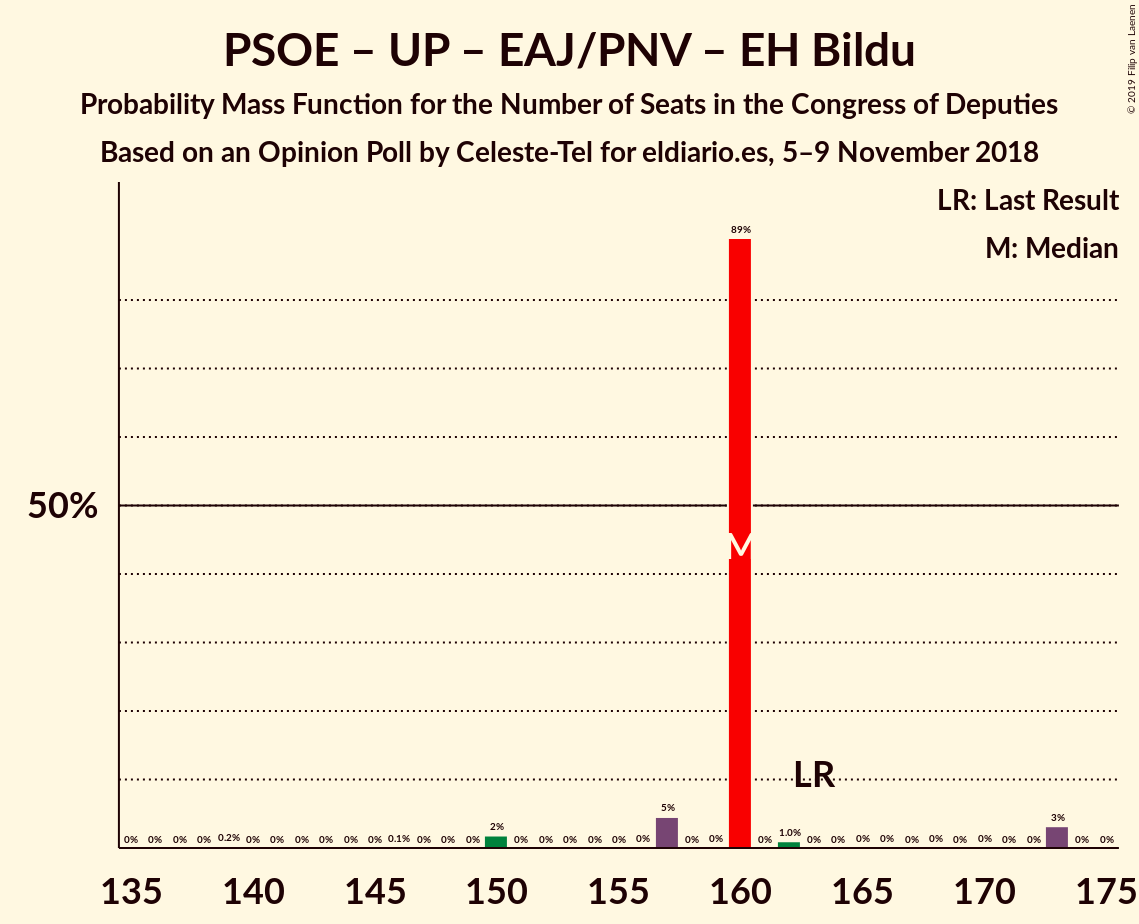 PSOE – UP – EAJ/PNV – EH Bildu
Probability Mass Function for the Number of Seats in the Congress of Deputies
Based on an Opinion Poll by Celeste-Tel for eldiario.es, 5–9 November 2018
© 2019 Filip van Laenen
LR: Last Result
M: Median
89%
50%
M
LR
0% 0% 0% 0% 0.2% 0% 0% 0% 0% 0% 0% 0.1% 0% 0% 0% 2% 0% 0% 0% 0% 0% 0% 5% 0% 0% 0% 1.0% 0% 0% 0% 0% 0% 0% 0% 0% 0% 0% 3% 0% 0%
135 140 145 150 155 160 165 170 175